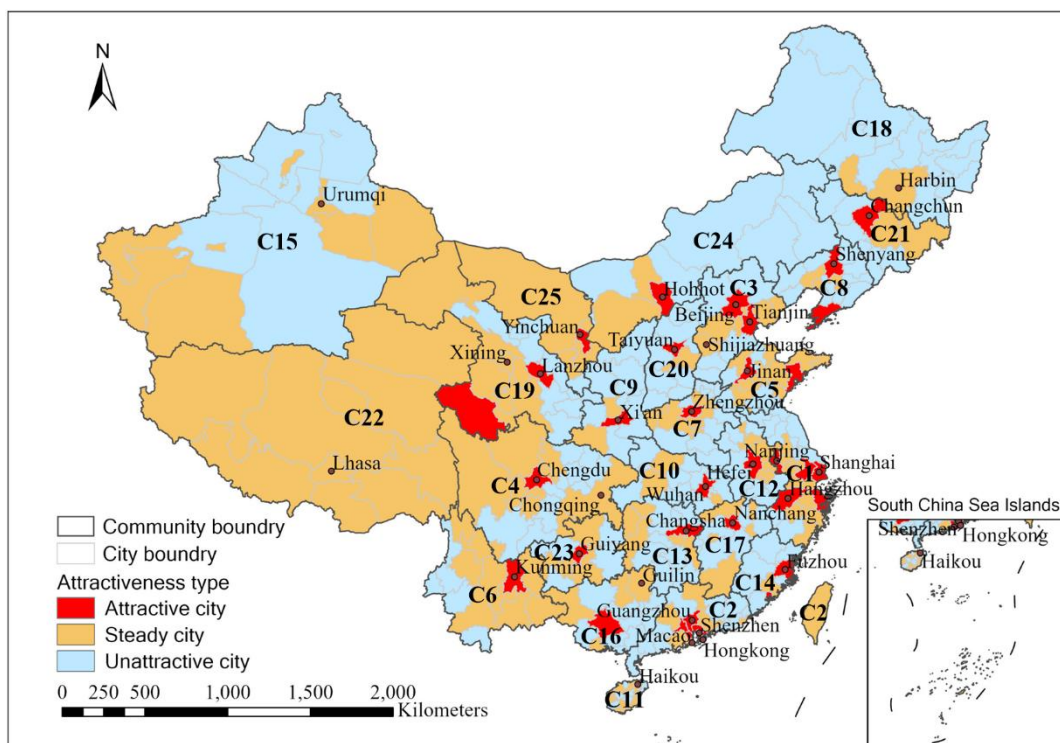 N
C18
Harbin
Urumqi
Changchun
C21
C15
C24
Shenyang
C25
C3
C8
Hohhot
Beijing
Tianjin
Yinchuan
Taiyuan
Shijiazhuang
Xining
Lanzhou
Jinan
C20
C9
C5
C19
Zhengzhou
C22
Xi'an
C7
Nanjing
Lhasa
Chengdu
C10
Hefei
C1
Shanghai
C4
Wuhan
C12
Hangzhou
Chongqing
South China Sea Islands
Changsha
Nanchang
Shenzhen
Hongkong
C23
Guiyang
C13
C17
Haikou
Kunming
Fuzhou
Guilin
C14
C6
Guangzhou
C2
C2
Shenzhen
C16
Macao
Hongkong
Haikou
C11
Community boundry
City boundry
Attractiveness type
Attractive city
Steady city
Unattractive city
0 250 500 1,000 1,500 2,000
Kilometers